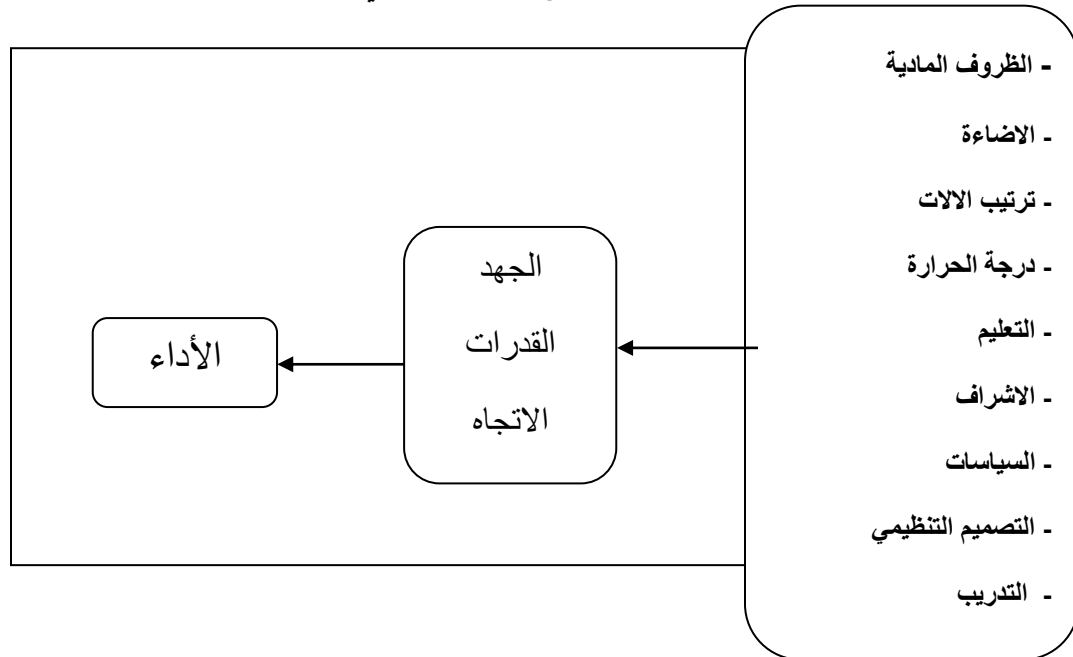 - الظروف المادية
- الاضاءة
- ترتيب الالات
- درجة الحرارة
- التعليم
- الاشراف
- السياسات
- التصميم التنظيمي
- التدريب
الجهد
القدرات
الاتجاه
الأداء